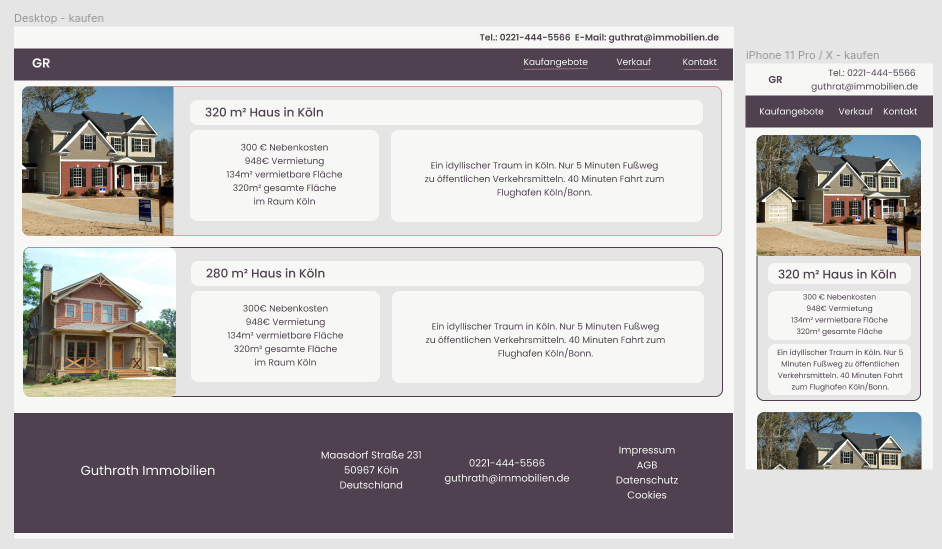 Desktop - kaufen
Tel.: 0221-444-5566 E-Mail: guthrat@immobilien.de
GR
Kaufangebote Verkauf Kontakt
320 m² Haus in Köln
300 € Nebenkosten
948€ Vermietung
134m² vermietbare Fläche
320m² gesamte Fläche
im Raum Köln
Ein idyllischer Traum in Köln. Nur 5 Minuten Fußweg
zu öffentlichen Verkehrsmitteln. 40 Minuten Fahrt zum
Flughafen Köln/Bonn.
280 m² Haus in Köln
300€ Nebenkosten
948€ Vermietung
134m² vermietbare Fläche
320m² gesamte Fläche
im Raum Köln
Ein idyllischer Traum in Köln. Nur 5 Minuten Fußweg
zu öffentlichen Verkehrsmitteln. 40 Minuten Fahrt zum
Flughafen Köln/Bonn.
Guthrath Immobilien
Maasdorf Straße 231
50967 Köln
Deutschland
0221-444-5566
guthrath@immobilien.de
Impressum
AGB
Datenschutz
Cookies
iPhone 11 Pro / X - kaufen
GR
Tel.: 0221-444-5566
guthrat@immobilien.de
Kaufangebote Verkauf Kontakt
320 m² Haus in Köln
300 € Nebenkosten
948€ Vermietung
134m² vermietbare Fläche
320m² gesamte Fläche
Ein idyllischer Traum in Köln. Nur 5
Minuten Fußweg zu öffentlichen
Verkehrsmitteln. 40 Minuten Fahrt
zum Flughafen Köln/Bonn.